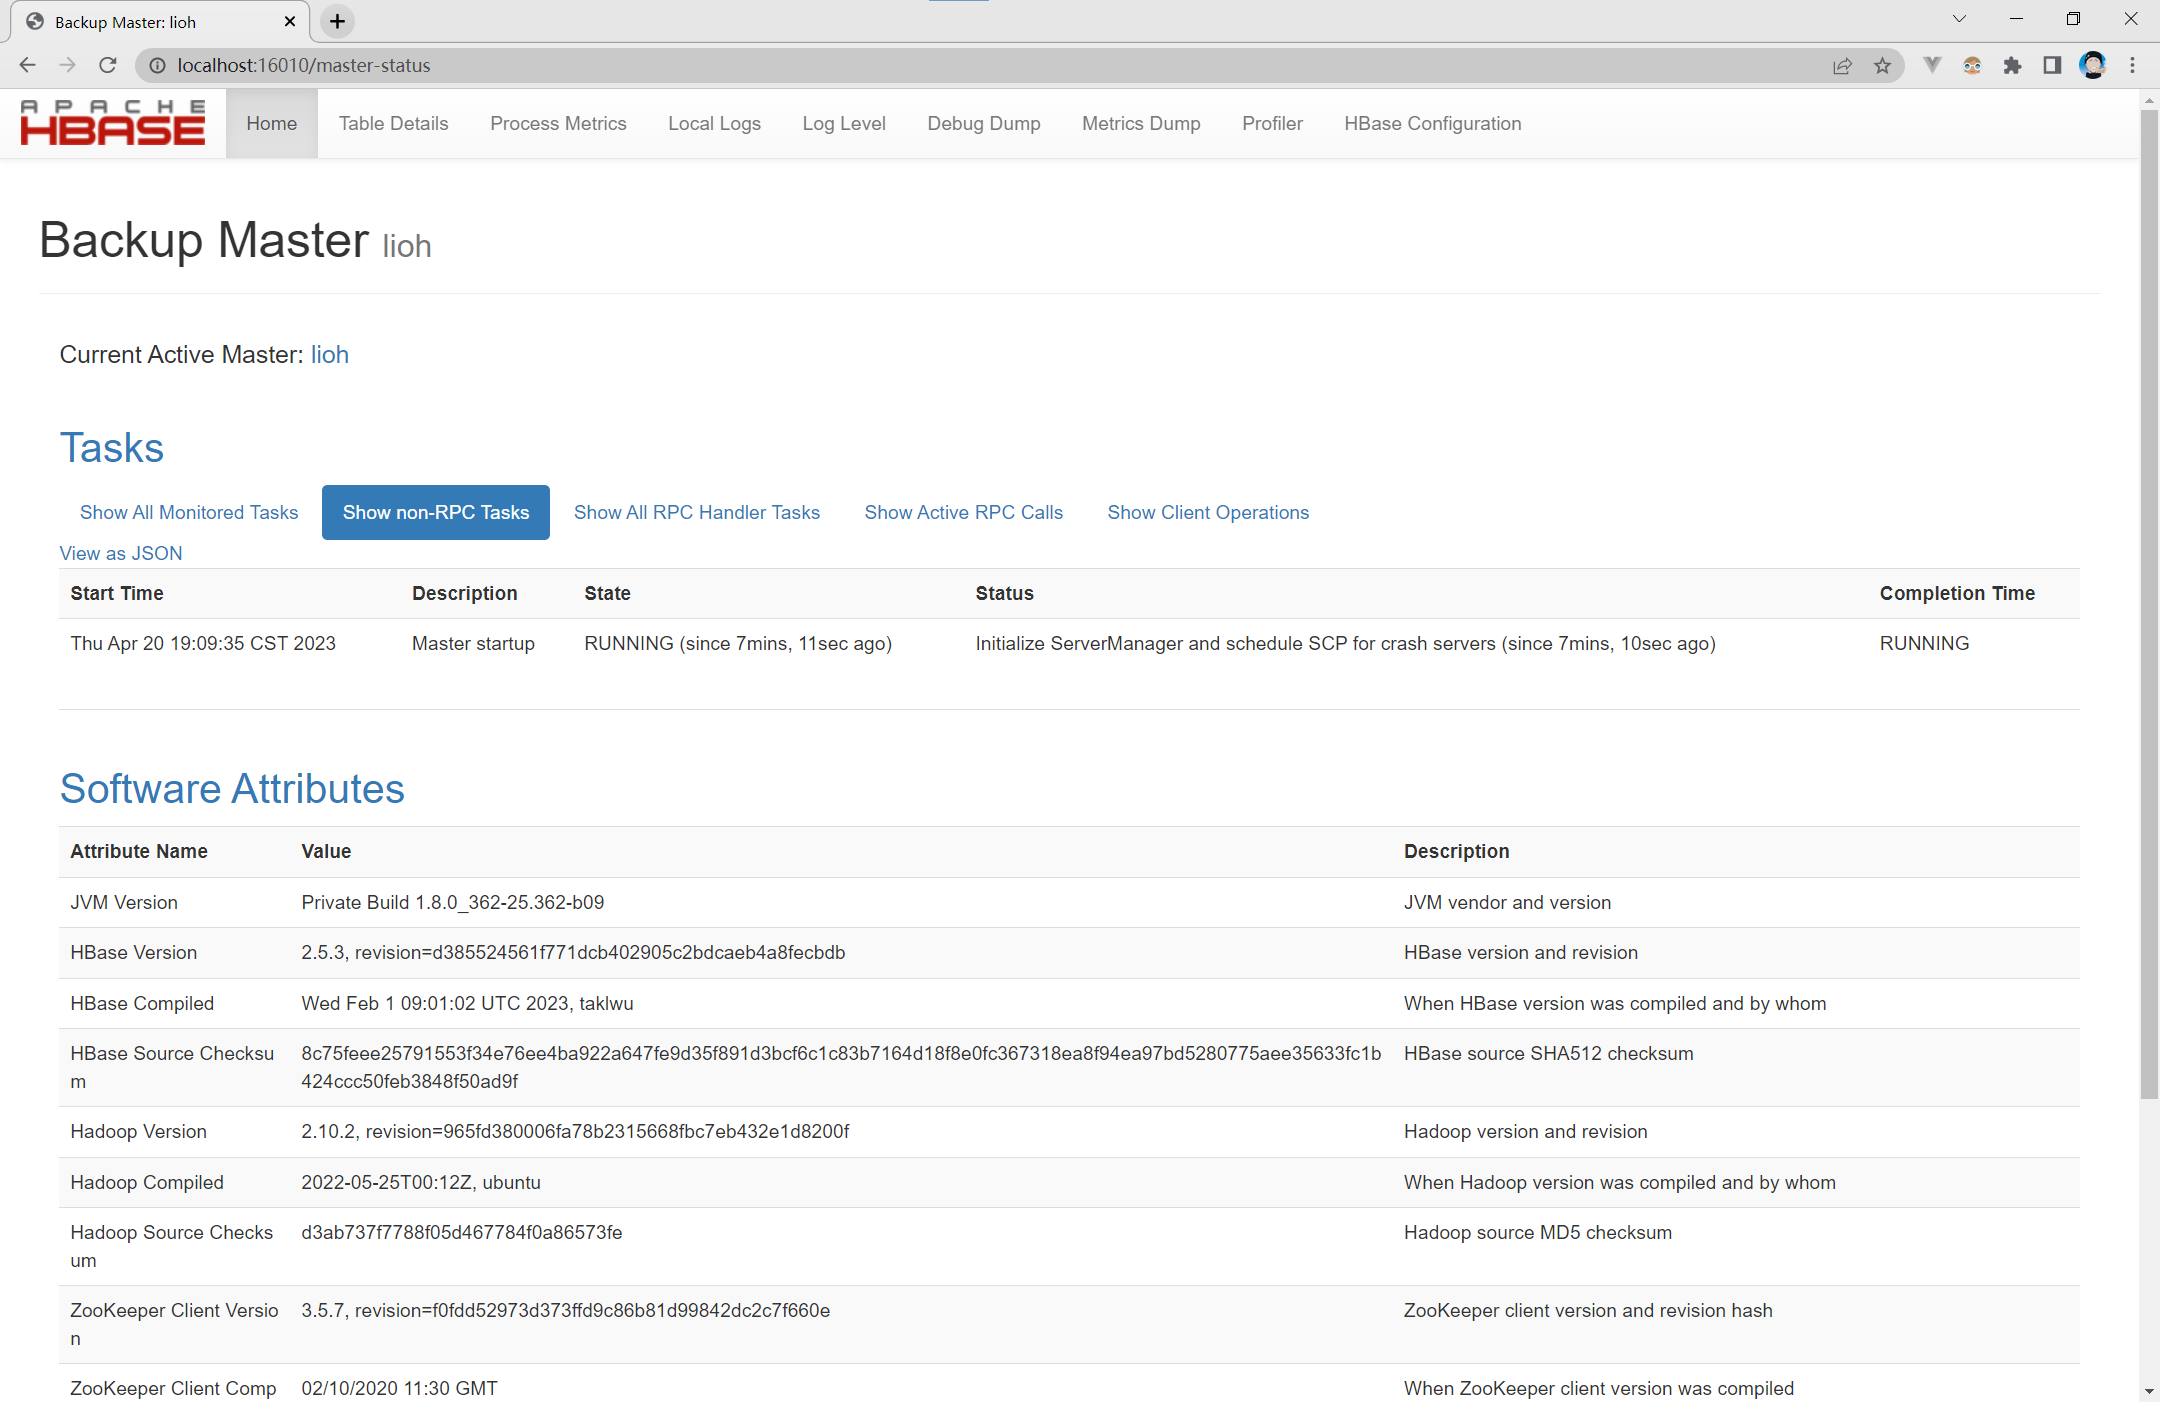 Backup Master: lioh
localhost:16010/master-status
APACHE
HBASE
Home Table Details Process Metrics Local Logs Log Level Debug Dump Metrics Dump Profiler HBase Configuration
Backup Master lioh
Current Active Master: lioh
Tasks
Show All Monitored Tasks Show non-RPC Tasks Show All RPC Handler Tasks Show Active RPC Calls Show Client Operations
View as JSON
Start Time Description State Status Completion Time
Thu Apr 20 19:09:35 CST 2023 Master startup RUNNING (since 7mins, 11sec ago) Initialize ServerManager and schedule SCP for crash servers (since 7mins, 10sec ago) RUNNING
Software Attributes
Attribute Name Value Description
JVM Version Private Build 1.8.0_362-25.362-b09 JVM vendor and version
HBase Version 2.5.3, revision=d385524561f771dcb402905c2bdcaeb4a8fecbdb HBase version and revision
HBase Compiled Wed Feb 1 09:01:02 UTC 2023, taklwu When HBase version was compiled and by whom
HBase Source Checksu 8c75feee25791553f34e76ee4ba922a647fe9d35f891d3bcf6c1c83b7164d18f8e0fc367318ea8f94ea97bd5280775aee35633fc1b HBase source SHA512 checksum
m 424ccc50feb3848f50ad9f
Hadoop Version 2.10.2, revision=965fd380006fa78b2315668fbc7eb432e1d8200f Hadoop version and revision
Hadoop Compiled 2022-05-25T00:12Z, ubuntu When Hadoop version was compiled and by whom
Hadoop Source Checks d3ab737f7788f05d467784f0a86573fe Hadoop source MD5 checksum
um
ZooKeeper Client Versio 3.5.7, revision=f0fdd52973d373ffd9c86b81d99842dc2c7f660e ZooKeeper client version and revision hash
n
ZooKeeper Client Comp 02/10/2020 11:30 GMT When ZooKeeper client version was compiled